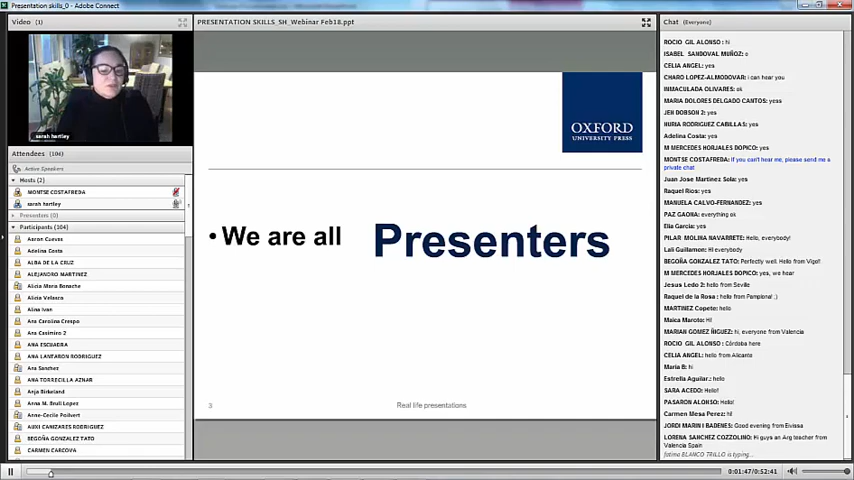 Presentation skills_0 - Adobe Connect
Video (1)
sarah hartley
Attendees (104)
Active Speakers
Hosts (2)
MONTSE COSTAFREDA
sarah hartley
Presenters (0)
Participants (104)
Aaron Cuevas
Adelina Costa
ALBA DE LA CRUZ
ALEJANDRO MARTINEZ
Alicia Maria Bonache
Alicia Velasca
Alina Ivan
Ana Carolina Crespo
Ana Casimiro 2
ANA ESCUADRA
ANA LANTARON RODRIGUEZ
Ana Sanchez
ANA TORRECILLA AZNAR
Anja Birkeland
Anna M. Brull Lopez
Anne-Cecile Poilvert
AUXI CANIZARES RODRIGUEZ
BEGOÑA GONZALEZ TATO
CARMEN CARCOVA
PRESENTATION SKILLS_SH_Webinar Feb18.ppt
OXFORD
UNIVERSITY PRESS
• We are all Presenters
3
Real life presentations
Chat (Everyone)
ROCIO GIL ALONSO: hi
ISABEL SANDOVAL MUÑOZ: o
CELIA ANGEL: yes
CHARO LOPEZ-ALMODOVAR: i can hear you
INMACULADA OLIVARES: ok
MARIA DOLORES DELGADO CANTOS: yess
JEN DOBSON 2: yes
NURIA RODRIGUEZ CABILLAS: yes
Adelina Costa: yes
M MERCEDES HORJALES DOPICO: yes
MONTSE COSTAFREDA: If you can't hear me, please send me a
private chat
Juan Jose Martinez Sola: yes
Raquel Rios: yes
MANUELA CALVO-FERNANDEZ: yes
PAZ GAONA: everything ok
Elia Garcia: yes
PILAR MOLINA NAVARRETE: Hello, everybody!
Lali Guillamon: Hi everybody
BEGOÑA GONZALEZ TATO: Perfectly well. Hello from Vigo!!
M MERCEDES HORJALES DOPICO: yes, we hear
Jesus Ledo 2: hello from Seville
Raquel de la Rosa: hello from Pamplona! ;)
MARTINEZ Copete: hello
Maica Maroto: Hi!
MARIAN GOMEZ IÑIGUEZ: hi, everyone from Valencia
ROCIO GIL ALONSO: Córdoba here
CELIA ANGEL: hello from Alicante
Maria B: hi
Estrella Aguilar.: hello
SARA ACEDO: Hello!
PASARON ALONSO: Hello!
Carmen Mesa Perez: hi!
JORDI MARIN I BADENES: Good evening from Eivissa
LORENA SANCHEZ COZZOLINO: Hi guys an Arg teacher from
Valencia Spain
fatima BLANCO TRILLO is typing...
0:01:47/0:52:41